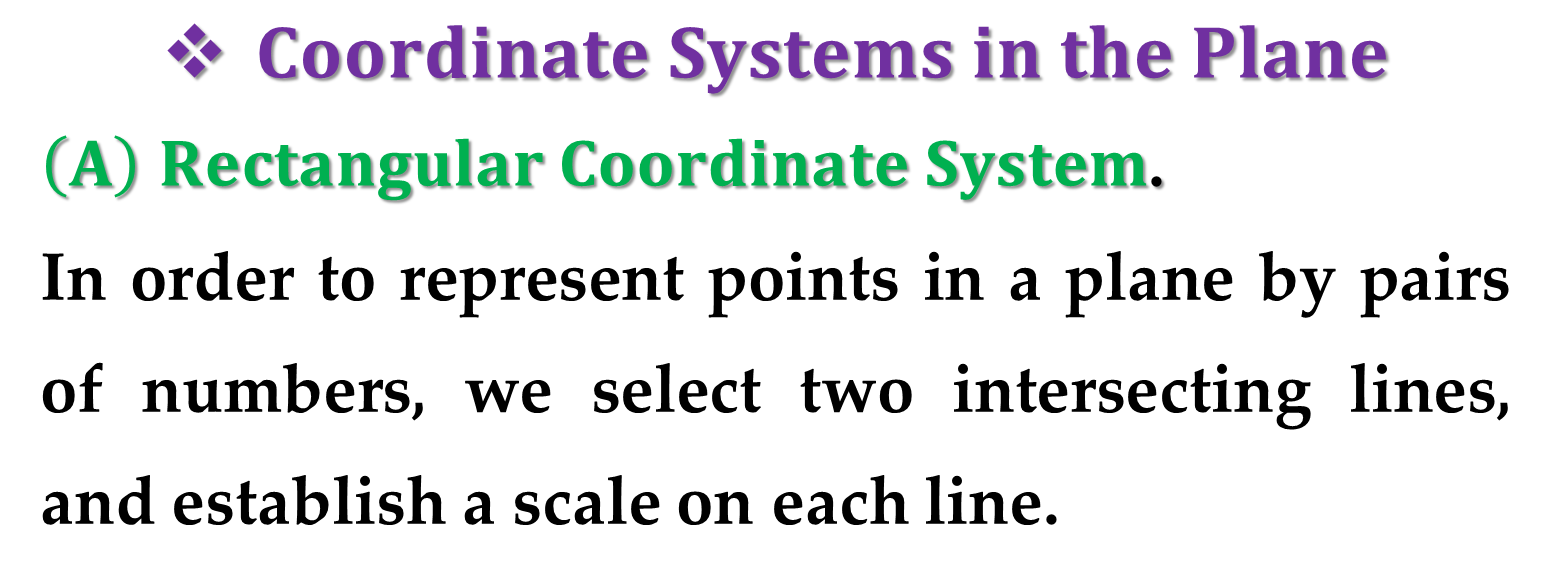 ❖ Coordinate Systems in the Plane
(A) Rectangular Coordinate System.
In order to represent points in a plane by pairs
of numbers, we select two intersecting lines,
and establish a scale on each line.